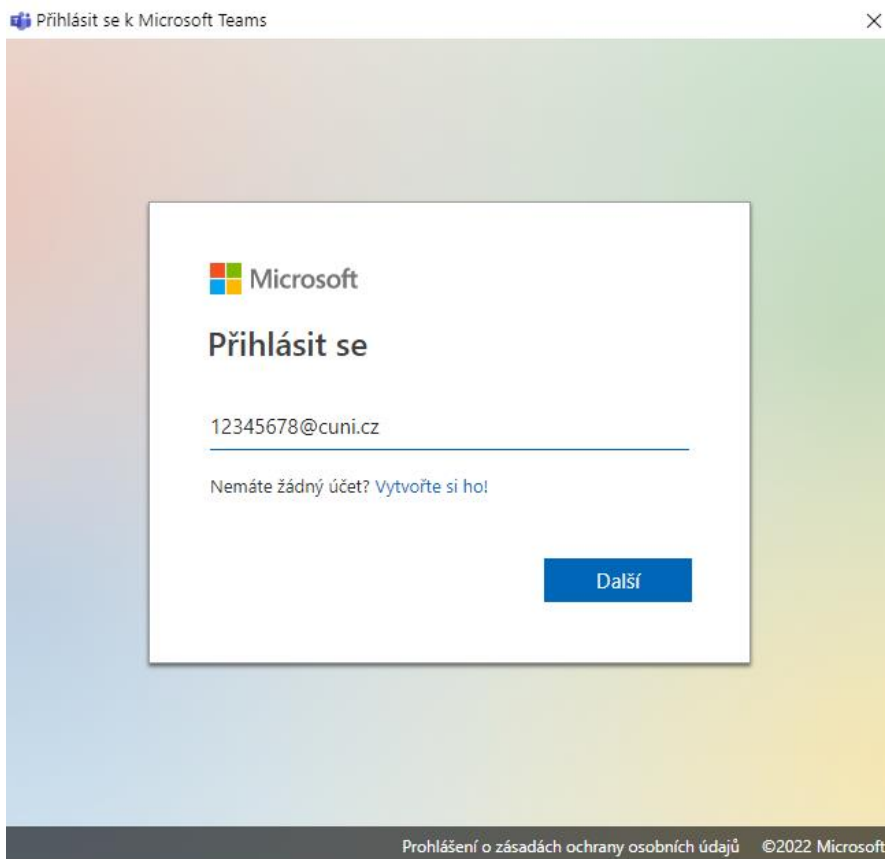 Přihlásit se k Microsoft Teams
Microsoft
Přihlásit se
12345678@cuni.cz
Nemáte žádný účet? Vytvořte si ho!
Další
Prohlášení o zásadách ochrany osobních údajů ©2022 Microsoft